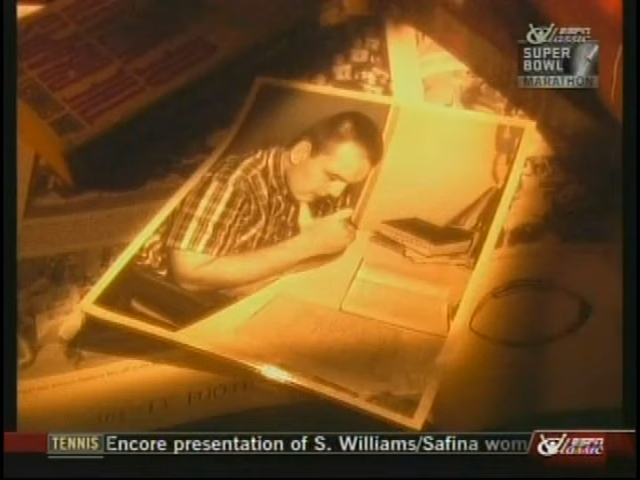 ESPN
Classic
SUPER
BOWL
MARATHON
TENNIS Encore presentation of S. Williams/Safina wom
ESPN
CLASSIC